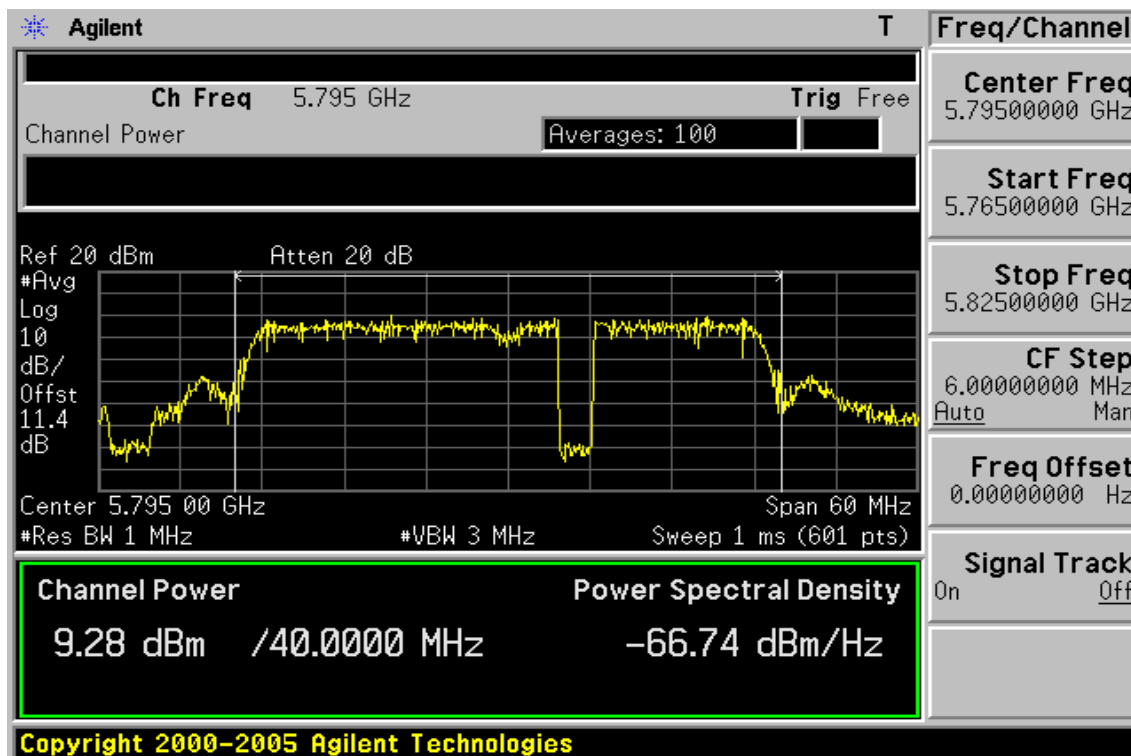 Agilent T Freq/Channel
Ch Freq 5.795 GHz Trig Free
Channel Power Averages: 100
Ref 20 dBm Atten 20 dB
#Avg
Log
10
dB/
Offst
11.4
dB
Center 5.795 00 GHz Span 60 MHz
#Res BW 1 MHz #VBW 3 MHz Sweep 1 ms (601 pts)
Channel Power Power Spectral Density
9.28 dBm /40.0000 MHz -66.74 dBm/Hz
Center Freq
5.79500000 GHz
Start Freq
5.76500000 GHz
Stop Freq
5.82500000 GHz
CF Step
6.00000000 MHz
Auto Man
Freq Offset
0.00000000 Hz
Signal Track
On Off
Copyright 2000-2005 Agilent Technologies